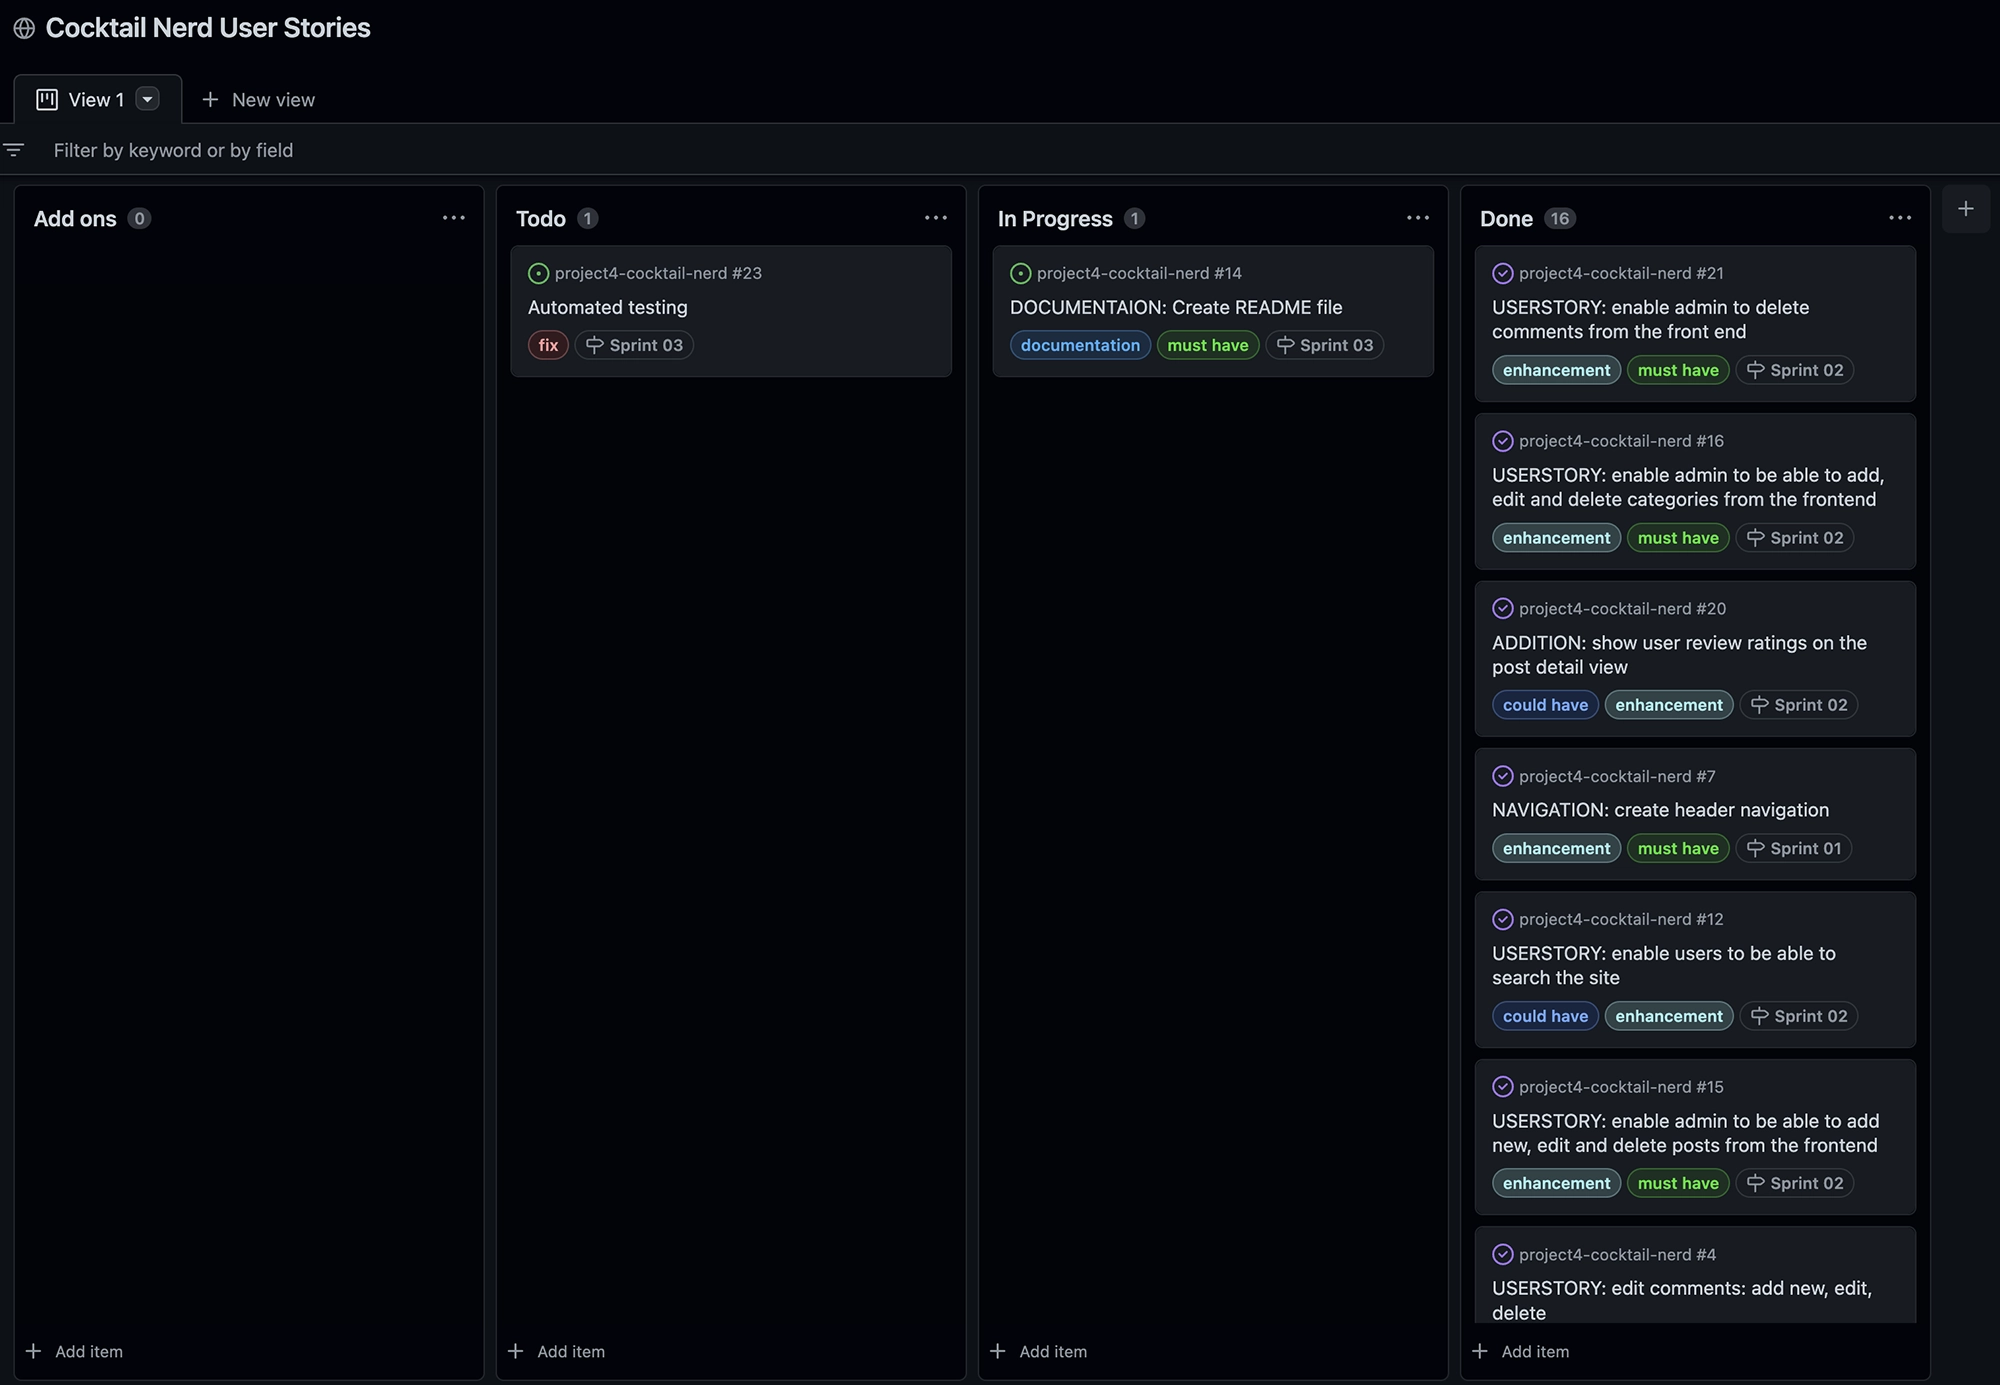 Cocktail Nerd User Stories
View 1
New view
Filter by keyword or by field
Add ons 0
Add item
Todo 1
project4-cocktail-nerd #23
Automated testing
fix Sprint 03
Add item
In Progress 1
project4-cocktail-nerd #14
DOCUMENTAION: Create README file
documentation must have Sprint 03
Add item
Done 16
project4-cocktail-nerd #21
USERSTORY: enable admin to delete
comments from the front end
enhancement must have Sprint 02
project4-cocktail-nerd #16
USERSTORY: enable admin to be able to add,
edit and delete categories from the frontend
enhancement must have Sprint 02
project4-cocktail-nerd #20
ADDITION: show user review ratings on the
post detail view
could have enhancement Sprint 02
project4-cocktail-nerd #7
NAVIGATION: create header navigation
enhancement must have Sprint 01
project4-cocktail-nerd #12
USERSTORY: enable users to be able to
search the site
could have enhancement Sprint 02
project4-cocktail-nerd #15
USERSTORY: enable admin to be able to add
new, edit and delete posts from the frontend
enhancement must have Sprint 02
project4-cocktail-nerd #4
USERSTORY: edit comments: add new, edit,
delete
Add item